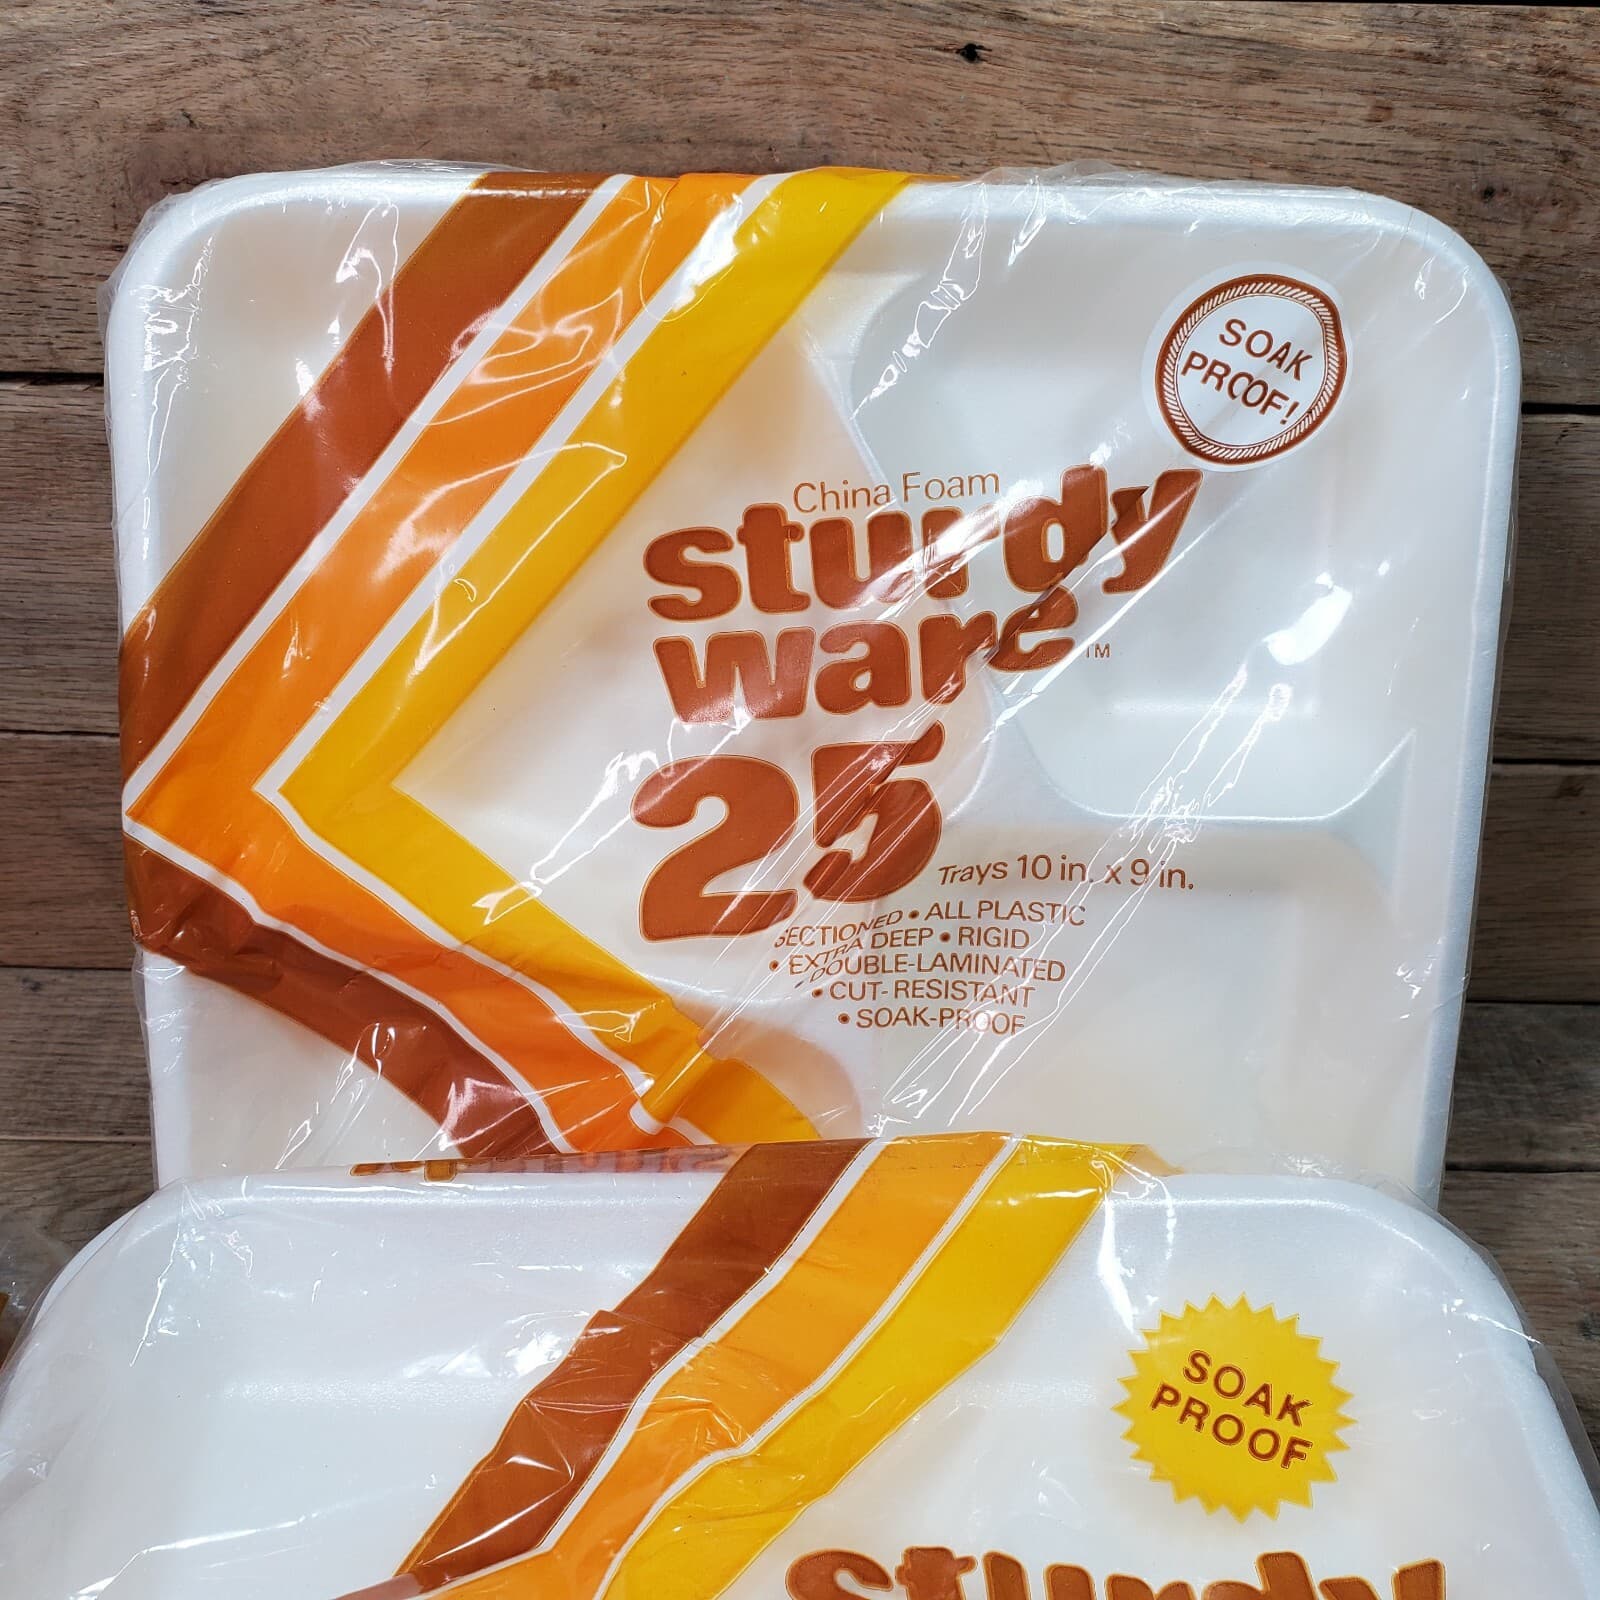 SOAK
PROOF!
China Foam
sturdy
ware™
25
Trays 10 in. x 9 in.
SECTIONED • ALL PLASTIC
• EXTRA DEEP • RIGID
• DOUBLE-LAMINATED
• CUT-RESISTANT
• SOAK-PROOF
SOAK
PROOF
sturdy